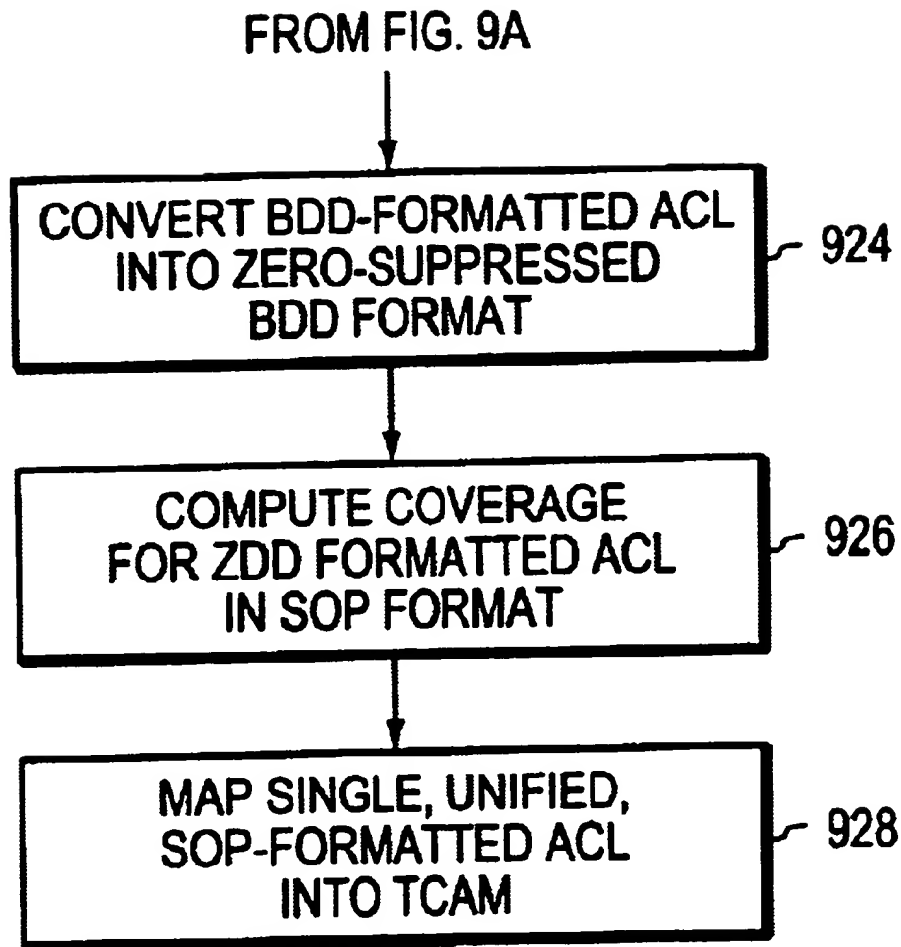 FROM FIG. 9A
CONVERT BDD-FORMATTED ACL
INTO ZERO-SUPPRESSED
BDD FORMAT
924
COMPUTE COVERAGE
FOR ZDD FORMATTED ACL
IN SOP FORMAT
926
MAP SINGLE, UNIFIED,
SOP-FORMATTED ACL
INTO TCAM
928